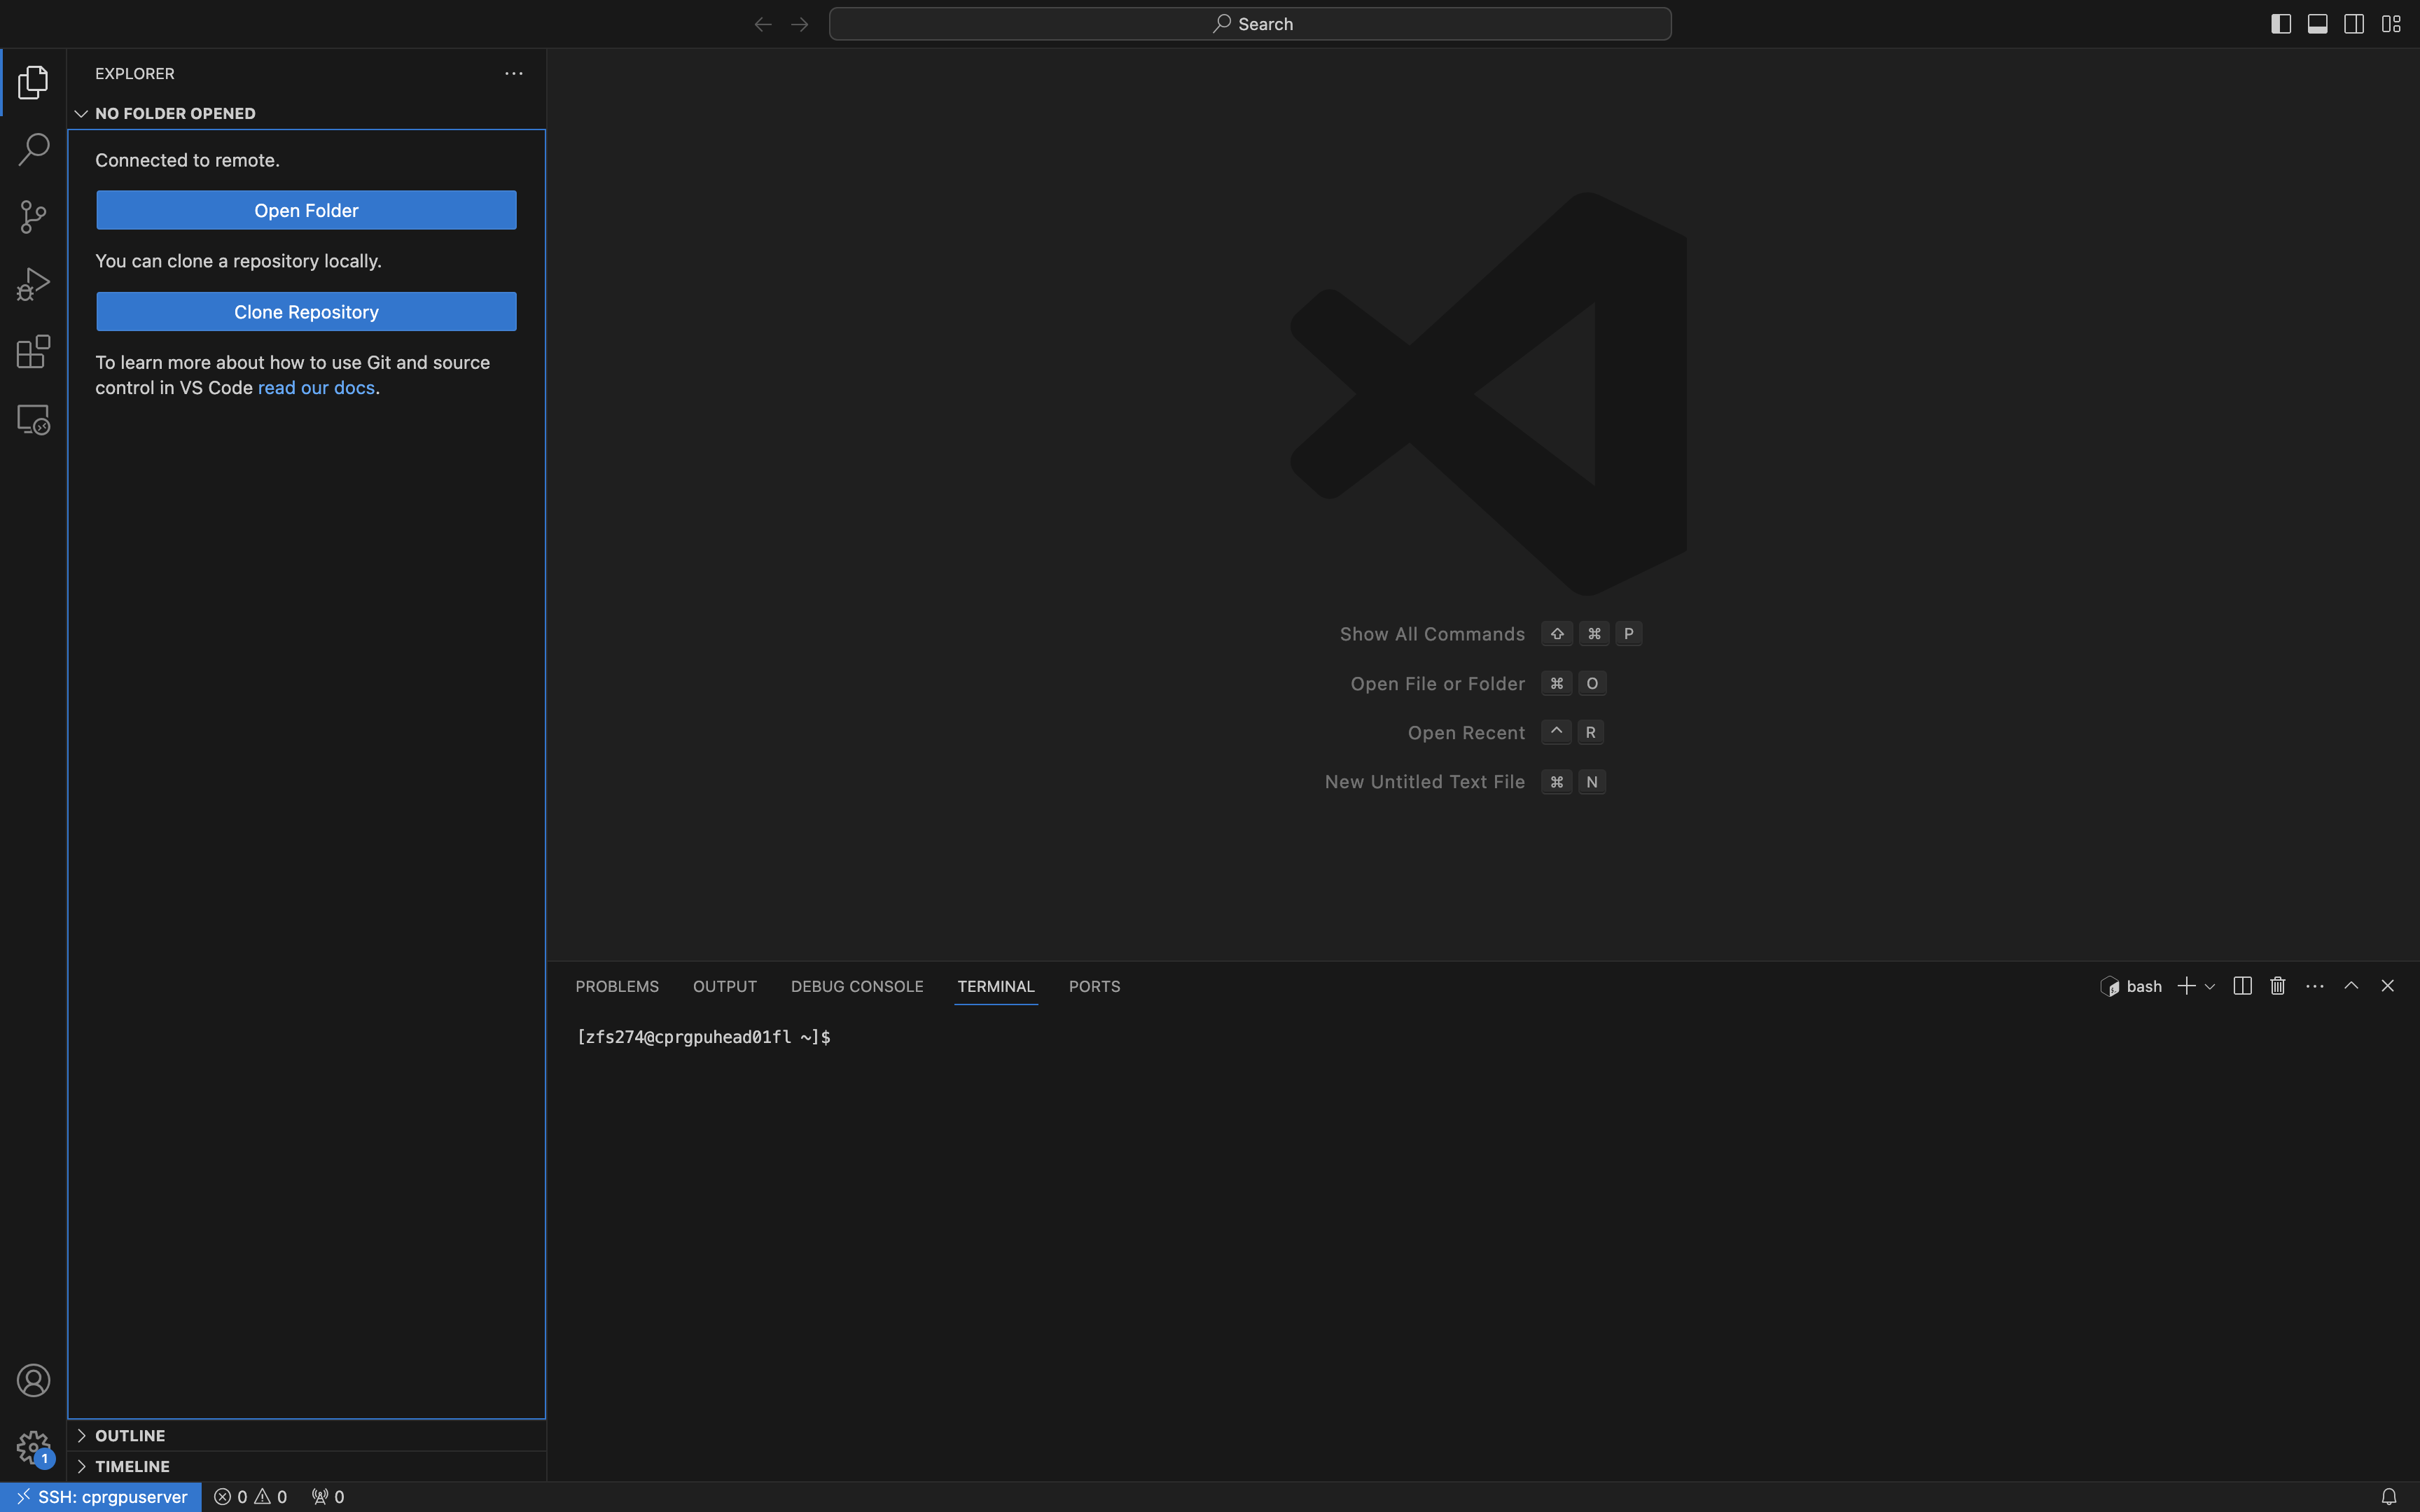 Search
EXPLORER
NO FOLDER OPENED
Connected to remote.
Open Folder
You can clone a repository locally.
Clone Repository
To learn more about how to use Git and source
control in VS Code read our docs.
Show All Commands ⇧ ⌘ P
Open File or Folder ⌘ O
Open Recent ^ R
New Untitled Text File ⌘ N
PROBLEMS OUTPUT DEBUG CONSOLE TERMINAL PORTS bash
[zfs274@cprgpuhead01fl ~]$
1
OUTLINE
TIMELINE
SSH: cprgpuserver 0 0 0